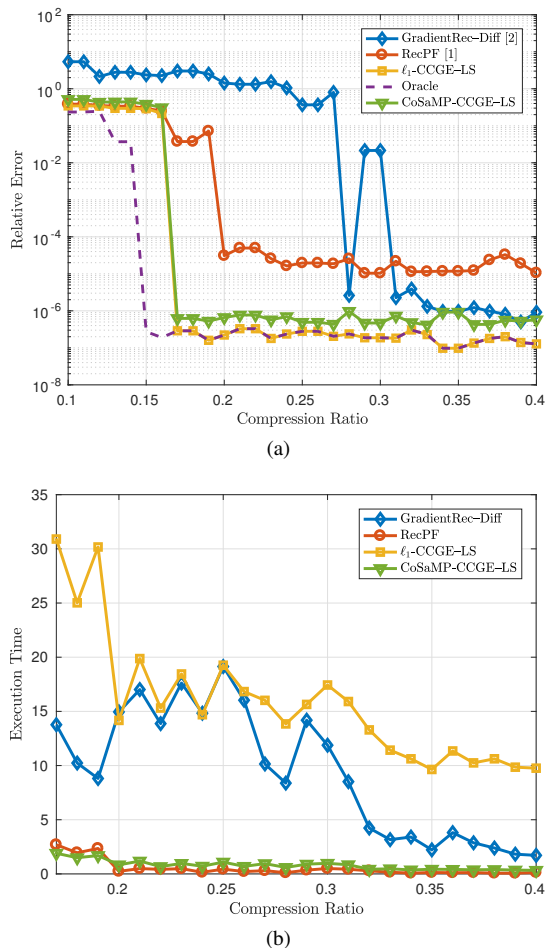 10^2
10^0
10^-2
10^-4
10^-6
10^-8
Relative Error
GradientRec–Diff [2]
RecPF [1]
ℓ1-CCGE–LS
Oracle
CoSaMP-CCGE–LS
0.1 0.15 0.2 0.25 0.3 0.35 0.4
Compression Ratio
(a)
35
30
25
20
15
10
5
0
Execution Time
GradientRec–Diff
RecPF
ℓ1-CCGE–LS
CoSaMP-CCGE–LS
0.2 0.25 0.3 0.35 0.4
Compression Ratio
(b)